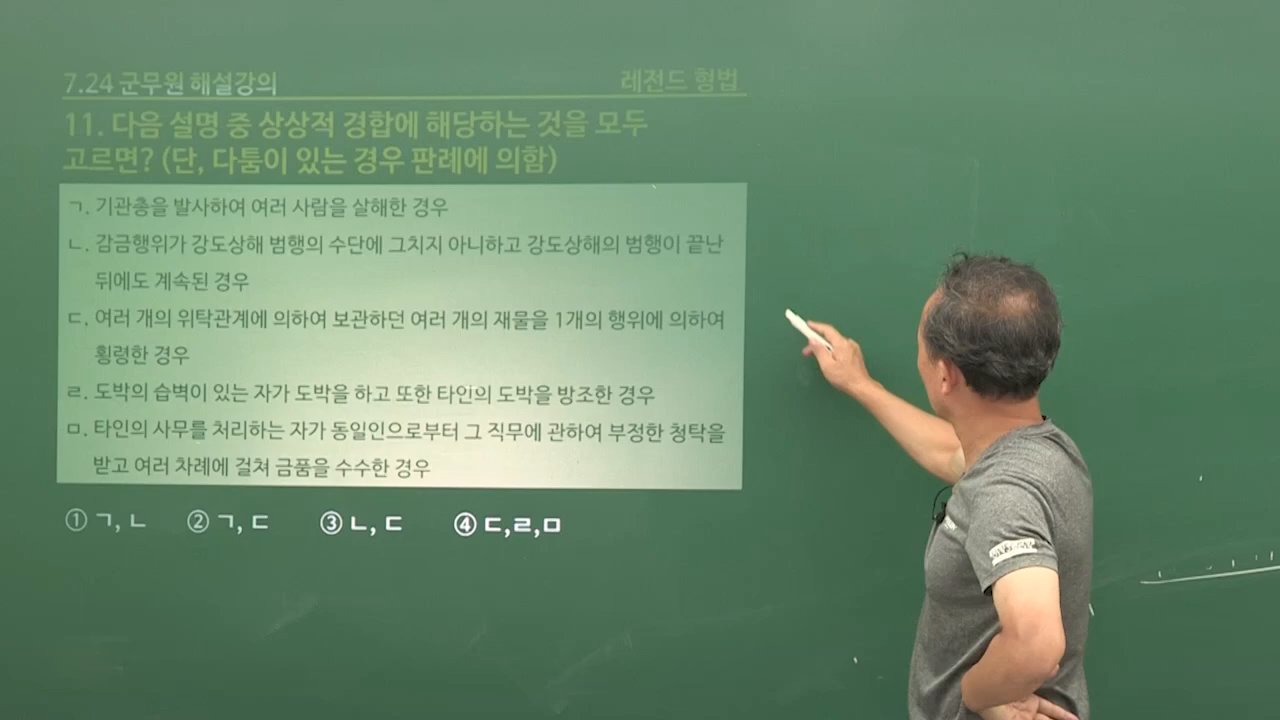 7.24 군무원 해설강의
레전드 형법
11. 다음 설명 중 상상적 경합에 해당하는 것을 모두
고르면? (단, 다툼이 있는 경우 판례에 의함)
ㄱ. 기관총을 발사하여 여러 사람을 살해한 경우
ㄴ. 감금행위가 강도상해 범행의 수단에 그치지 아니하고 강도상해의 범행이 끝난
뒤에도 계속된 경우
ㄷ. 여러 개의 위탁관계에 의하여 보관하던 여러 개의 재물을 1개의 행위에 의하여
횡령한 경우
ㄹ. 도박의 습벽이 있는 자가 도박을 하고 또한 타인의 도박을 방조한 경우
ㅁ. 타인의 사무를 처리하는 자가 동일인으로부터 그 직무에 관하여 부정한 청탁을
받고 여러 차례에 걸쳐 금품을 수수한 경우
① ㄱ, ㄴ ② ㄱ, ㄷ ③ ㄴ, ㄷ ④ ㄷ,ㄹ,ㅁ